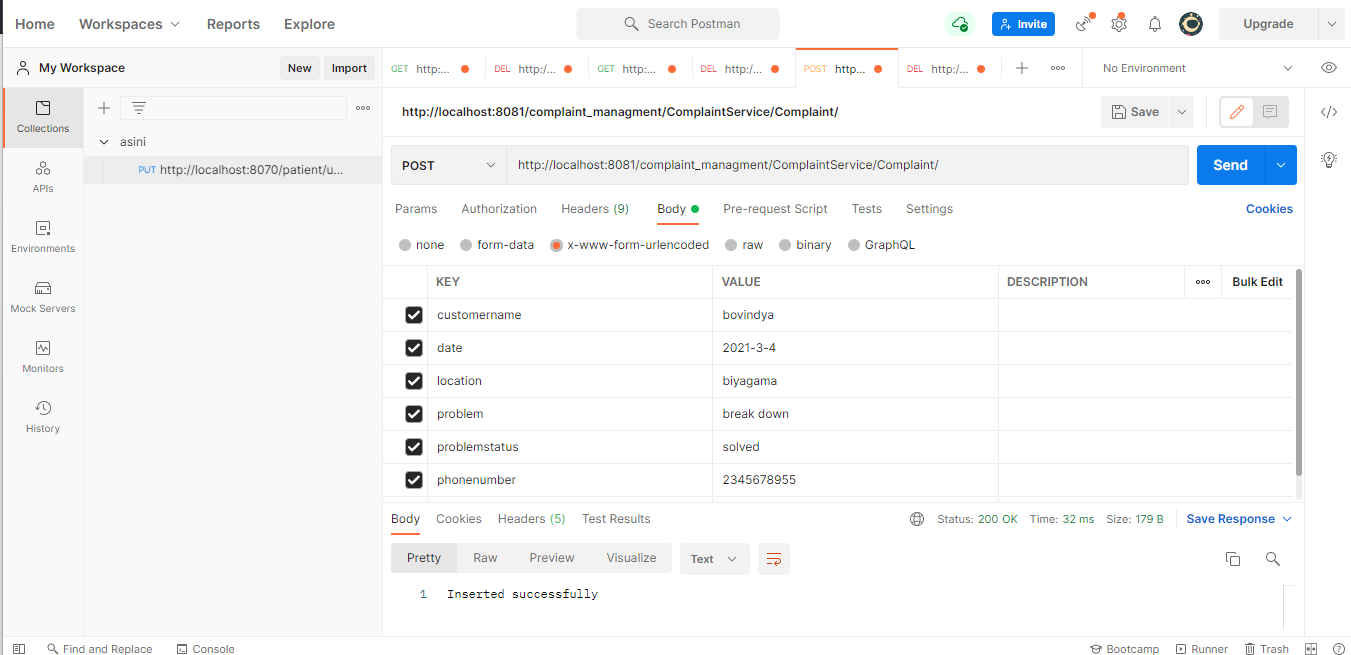 Home Workspaces Reports Explore Search Postman Invite Upgrade
My Workspace New Import GET http:... DEL http:/... GET http:... DEL http:/... POST http... DEL http:/... No Environment
Collections
asini
PUT http://localhost:8070/patient/u...
APIs
Environments
Mock Servers
Monitors
History
http://localhost:8081/complaint_managment/ComplaintService/Complaint/ Save
POST http://localhost:8081/complaint_managment/ComplaintService/Complaint/ Send
Params Authorization Headers (9) Body Pre-request Script Tests Settings Cookies
none form-data x-www-form-urlencoded raw binary GraphQL
KEY VALUE DESCRIPTION Bulk Edit
customername bovindya
date 2021-3-4
location biyagama
problem break down
problemstatus solved
phonenumber 2345678955
Body Cookies Headers (5) Test Results Status: 200 OK Time: 32 ms Size: 179 B Save Response
Pretty Raw Preview Visualize Text
1 Inserted successfully
Find and Replace Console Bootcamp Runner Trash